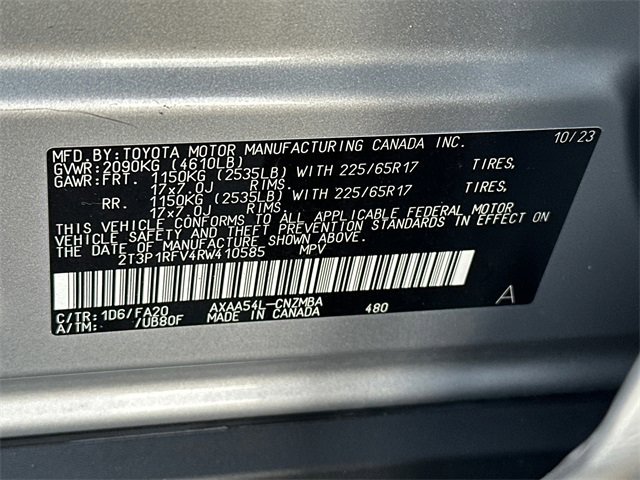 MFD.BY:TOYOTA MOTOR MANUFACTURING CANADA INC. 10/23
GVWR:2090KG (4610LB)
GAWR:FRT. 1150KG (2535LB) WITH 225/65R17 TIRES,
17x7.0J RIMS.
RR. 1150KG (2535LB) WITH 225/65R17 TIRES,
17x7.0J RIMS.
THIS VEHICLE CONFORMS TO ALL APPLICABLE FEDERAL MOTOR
VEHICLE SAFETY AND THEFT PREVENTION STANDARDS IN EFFECT ON
THE DATE OF MANUFACTURE SHOWN ABOVE.
2T3P1RFV4RW410585 MPV
C/TR:1D6/FA20 AXAA54L-CNZMBA 480 A
A/TM: /UB80F MADE IN CANADA